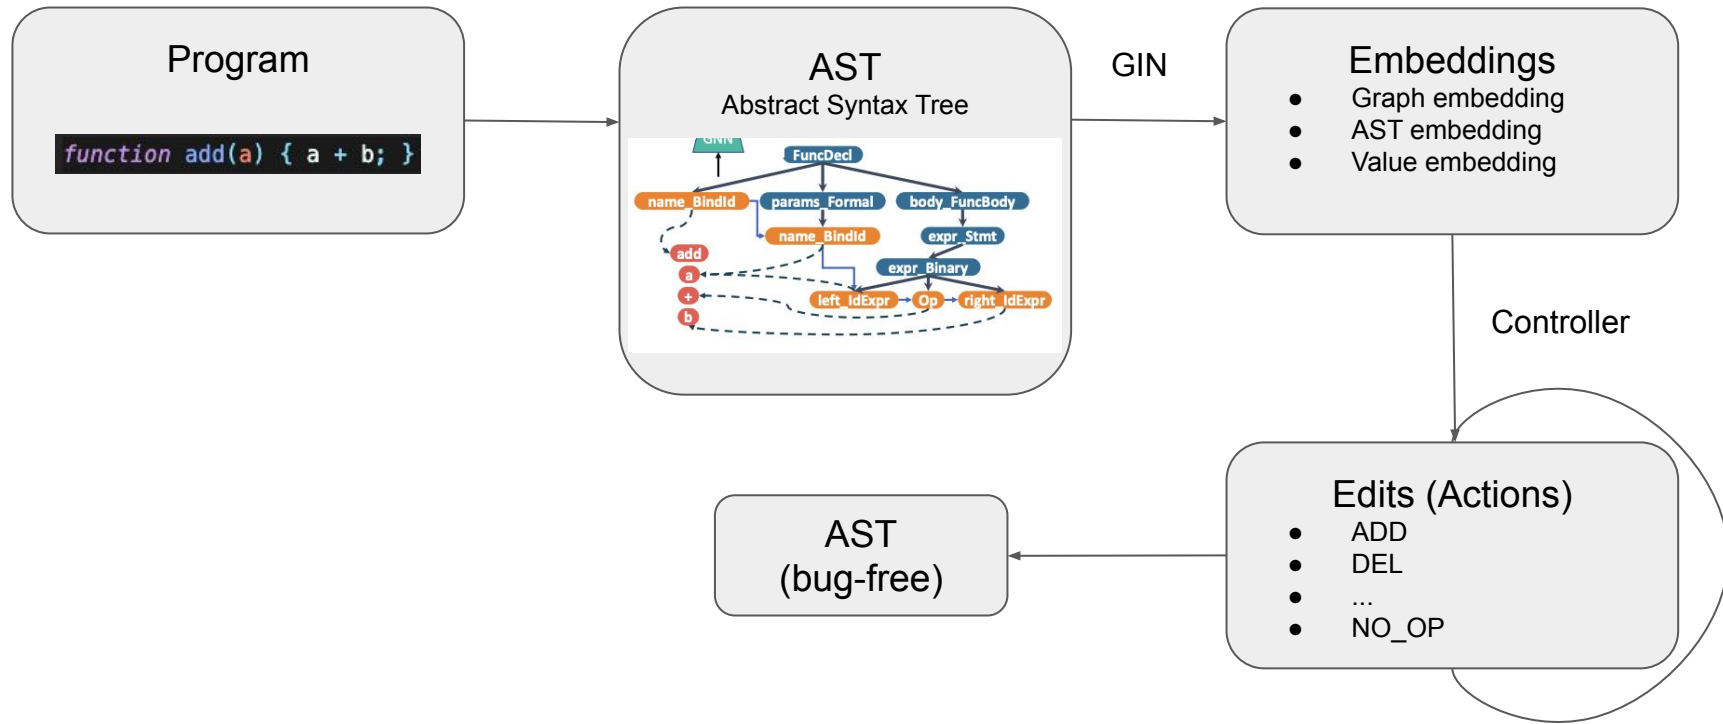 Program
function add(a) { a + b; }
AST
Abstract Syntax Tree
GNN
FuncDecl
name_BindId
params_Formal
body_FuncBody
name_BindId
expr_Stmt
add
a
expr_Binary
+
left_IdExpr
Op
right_IdExpr
b
GIN
Embeddings
● Graph embedding
● AST embedding
● Value embedding
Controller
Edits (Actions)
● ADD
● DEL
● ...
● NO_OP
AST
(bug-free)